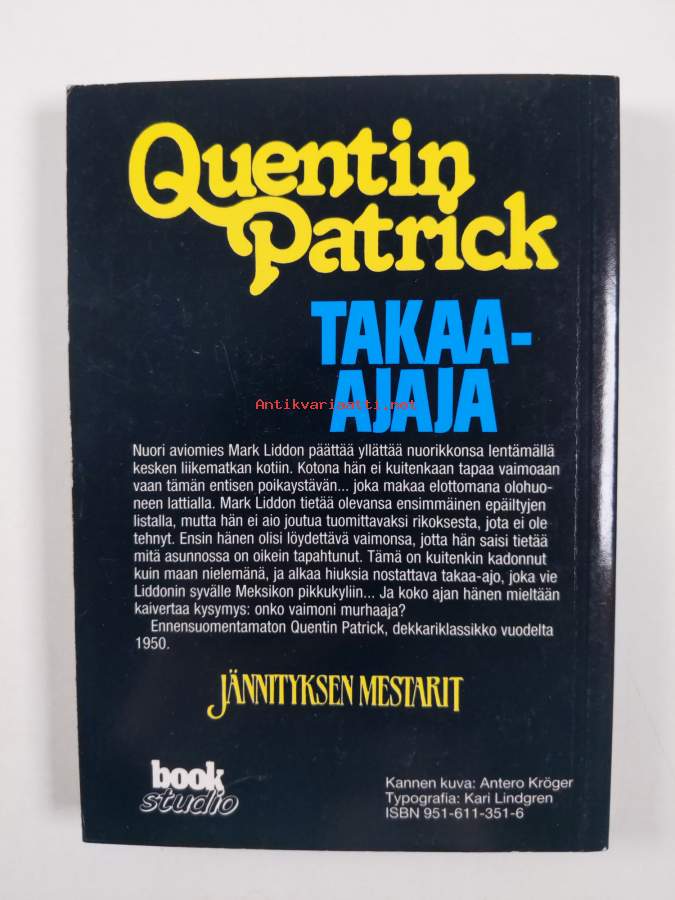 Quentin
Patrick
TAKAA-
AJAJA
Antikvariaatti.net
Nuori aviomies Mark Liddon päättää yllättää nuorikkonsa lentämällä
kesken liikematkan kotiin. Kotona hän ei kuitenkaan tapaa vaimoaan
vaan tämän entisen poikaystävän... joka makaa elottomana olohuo-
neen lattialla. Mark Liddon tietää olevansa ensimmäinen epäiltyjen
listalla, mutta hän ei aio joutua tuomittavaksi rikoksesta, jota ei ole
tehnyt. Ensin hänen olisi löydettävä vaimonsa, jotta hän saisi tietää
mitä asunnossa on oikein tapahtunut. Tämä on kuitenkin kadonnut
kuin maan nielemänä, ja alkaa hiuksia nostattava takaa-ajo, joka vie
Liddonin syvälle Meksikon pikkukyliin... Ja koko ajan hänen mieltään
kaivertaa kysymys: onko vaimoni murhaaja?
Ennensuomentamaton Quentin Patrick, dekkariklassikko vuodelta
1950.
JÄNNITYKSEN MESTARIT
book
studio
Kannen kuva: Antero Kröger
Typografia: Kari Lindgren
ISBN 951-611-351-6